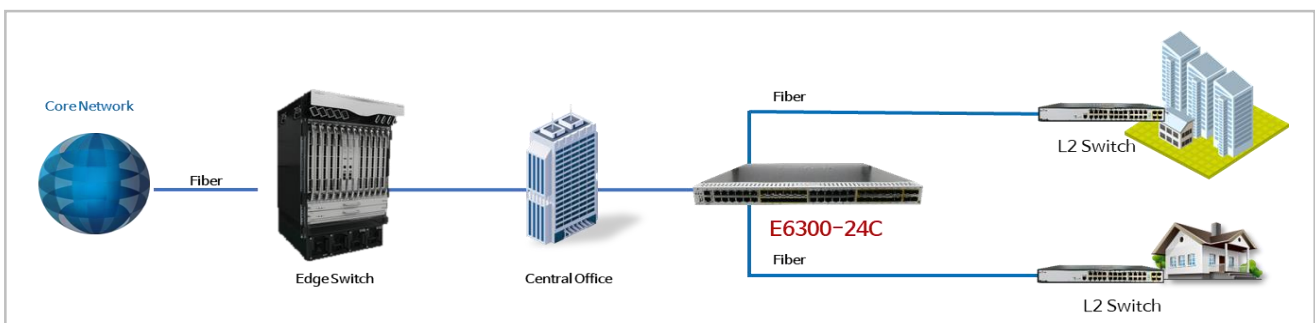 Core Network
Fiber
Edge Switch
Central Office
E6300-24C
Fiber
L2 Switch
Fiber
L2 Switch